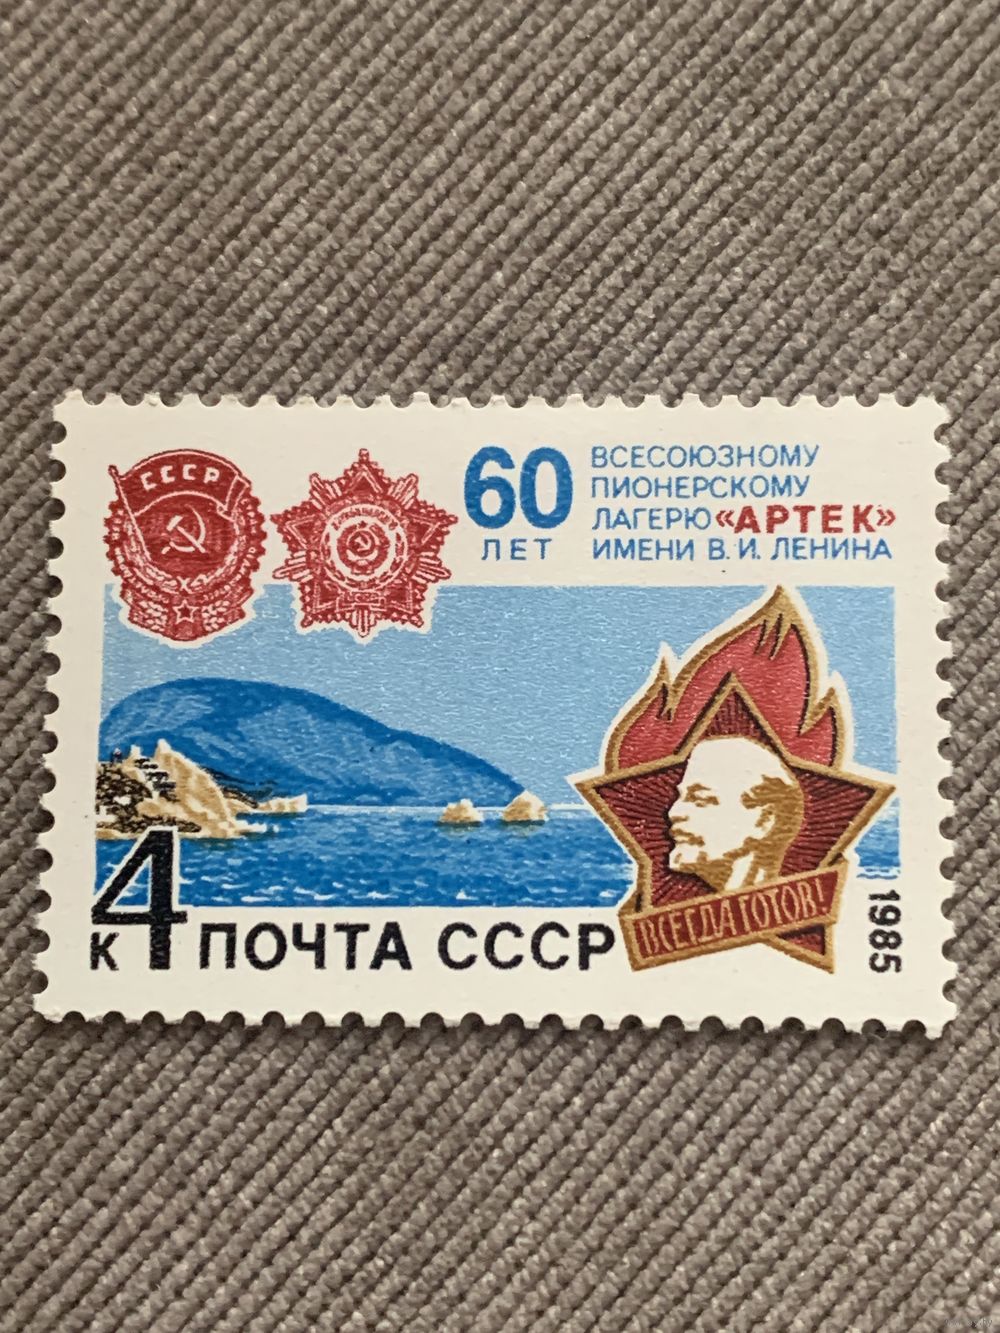 СССР
60
ЛЕТ
ВСЕСОЮЗНОМУ
ПИОНЕРСКОМУ
ЛАГЕРЮ «АРТЕК»
ИМЕНИ В. И. ЛЕНИНА
ВСЕГДА ГОТОВ!
4 К
ПОЧТА СССР
1985